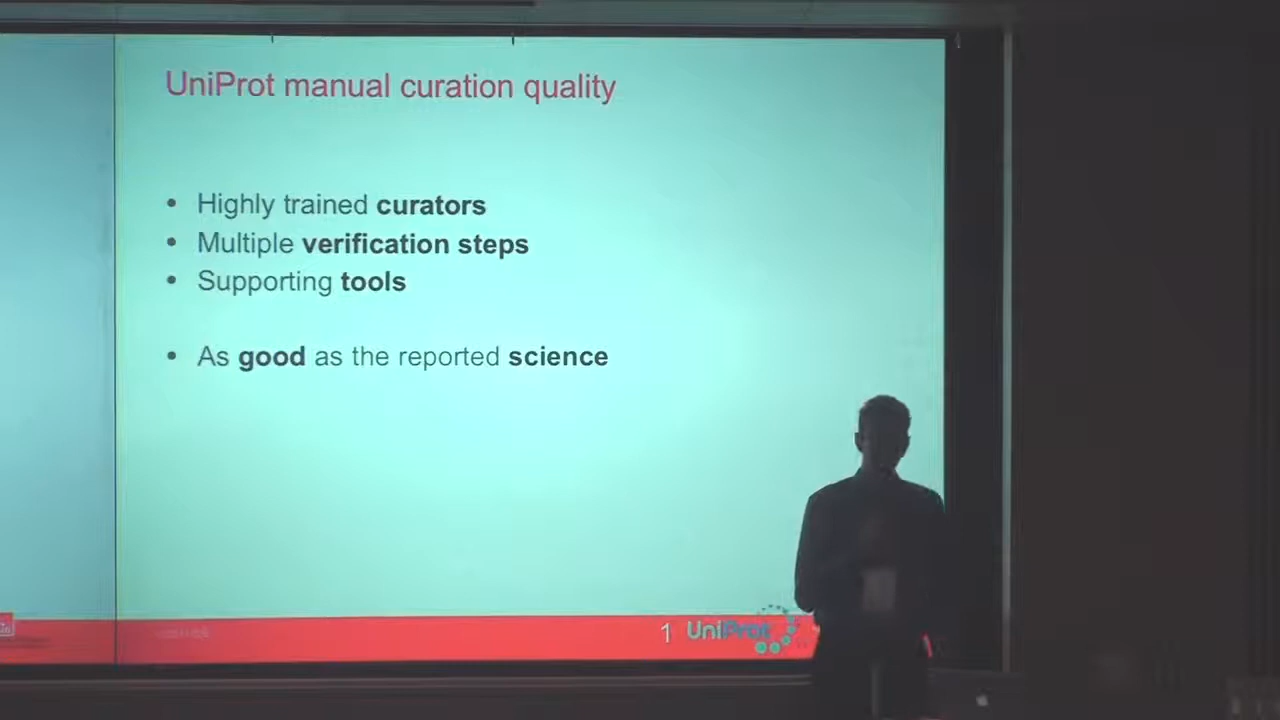 UniProt manual curation quality
• Highly trained curators
• Multiple verification steps
• Supporting tools
• As good as the reported science
1 UniProt